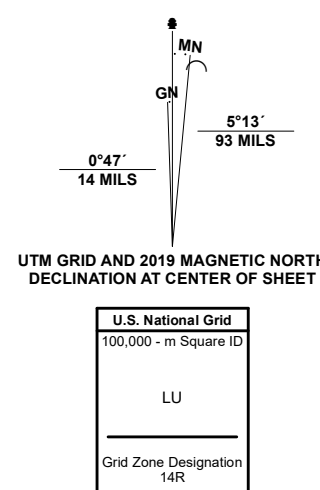 MN
GN
5°13´
93 MILS
0°47´
14 MILS
UTM GRID AND 2019 MAGNETIC NORTH
DECLINATION AT CENTER OF SHEET
U.S. National Grid
100,000 - m Square ID
LU
Grid Zone Designation
14R